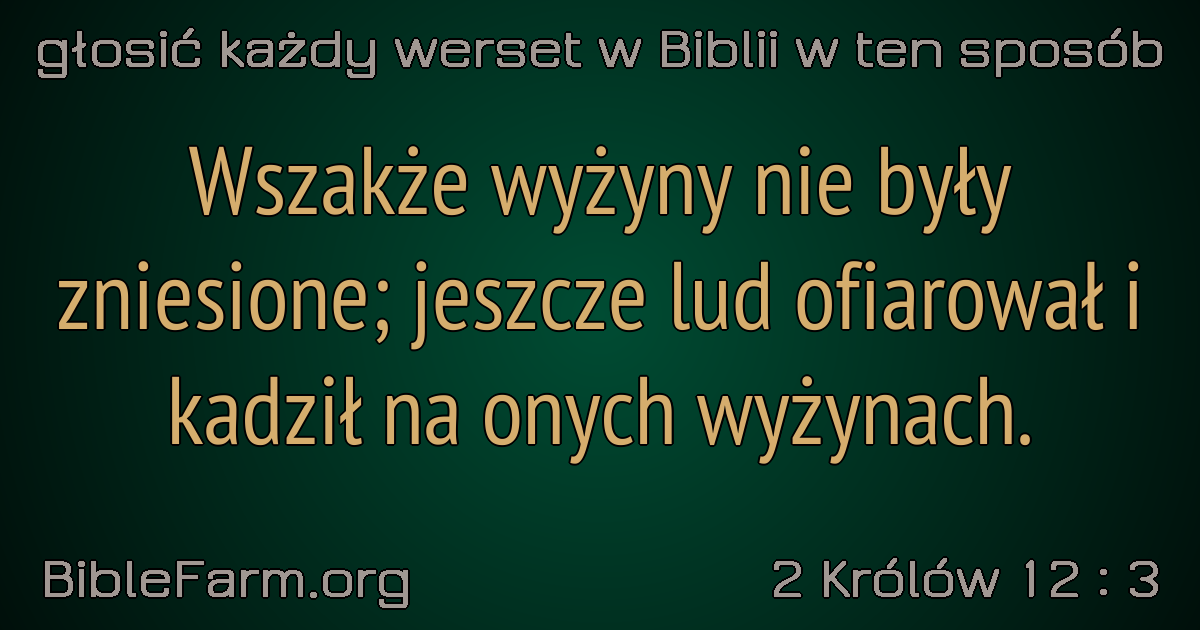 głosić każdy werset w Biblii w ten sposób
Wszakże wyżyny nie były
zniesione; jeszcze lud ofiarował i
kadził na onych wyżynach.
BibleFarm.org
2 Królów 12 : 3